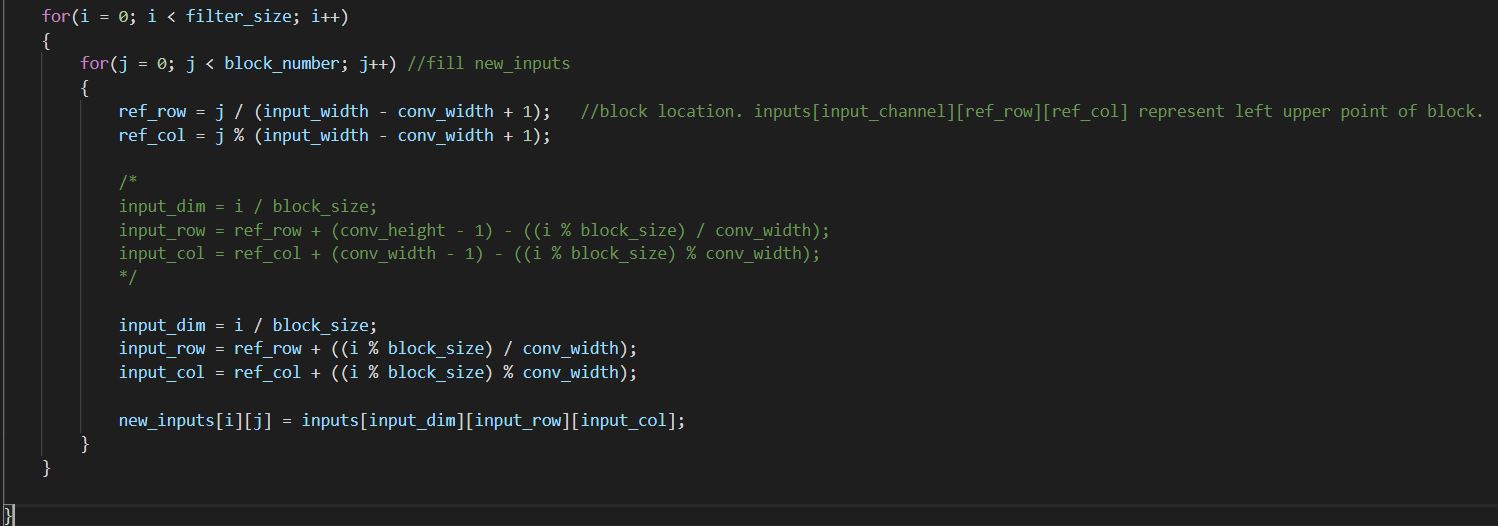 for(i = 0; i < filter_size; i++)
{
for(j = 0; j < block_number; j++) //fill new_inputs
{
ref_row = j / (input_width - conv_width + 1);   //block location. inputs[input_channel][ref_row][ref_col] represent left upper point of block.
ref_col = j % (input_width - conv_width + 1);
/*
input_dim = i / block_size;
input_row = ref_row + (conv_height - 1) - ((i % block_size) / conv_width);
input_col = ref_col + (conv_width - 1) - ((i % block_size) % conv_width);
*/
input_dim = i / block_size;
input_row = ref_row + ((i % block_size) / conv_width);
input_col = ref_col + ((i % block_size) % conv_width);
new_inputs[i][j] = inputs[input_dim][input_row][input_col];
}
}
}